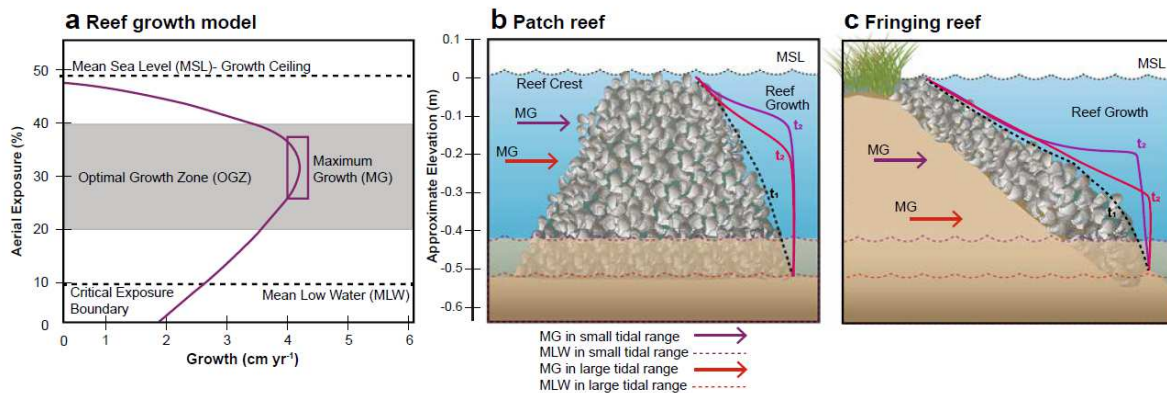 a Reef growth model
Aerial Exposure (%)
50
40
30
20
10
0
Mean Sea Level (MSL)- Growth Ceiling
Optimal Growth Zone (OGZ)
Maximum
Growth (MG)
Critical Exposure
Boundary
Mean Low Water (MLW)
0 1 2 3 4 5 6
Growth (cm yr⁻¹)
b Patch reef
Approximate Elevation (m)
0.1
0
-0.1
-0.2
-0.3
-0.4
-0.5
-0.6
MSL
Reef Crest
Reef
Growth
MG
MG
t₂
t₂
t₁
c Fringing reef
MSL
Reef Growth
MG
MG
t₂
t₂
t₁
MG in small tidal range
MLW in small tidal range
MG in large tidal range
MLW in large tidal range